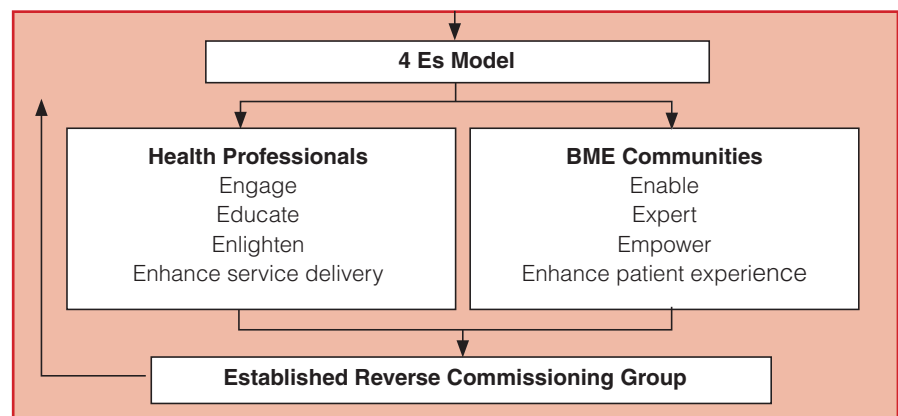 4 Es Model
Health Professionals
Engage
Educate
Enlighten
Enhance service delivery
BME Communities
Enable
Expert
Empower
Enhance patient experience
Established Reverse Commissioning Group